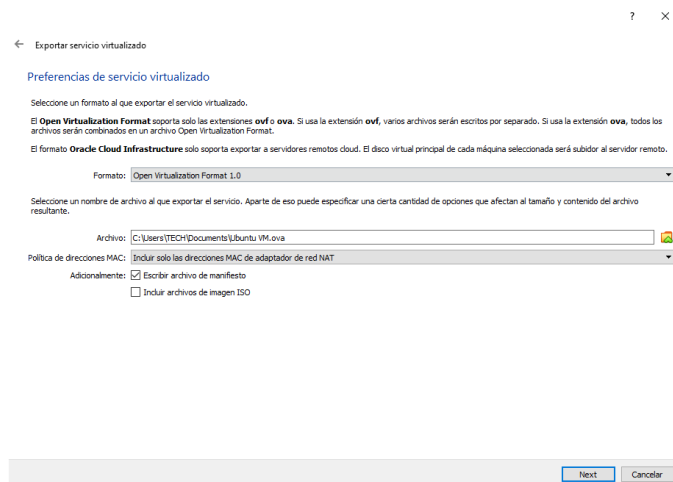 ?
Exportar servicio virtualizado
Preferencias de servicio virtualizado
Seleccione un formato al que exportar el servicio virtualizado.
El Open Virtualization Format soporta solo las extensiones ovf o ova. Si usa la extensión ovf, varios archivos serán escritos por separado. Si usa la extensión ova, todos los
archivos serán combinados en un archivo Open Virtualization Format.
El formato Oracle Cloud Infrastructure solo soporta exportar a servidores remotos cloud. El disco virtual principal de cada máquina seleccionada será subidor al servidor remoto.
Formato: Open Virtualization Format 1.0
Seleccione un nombre de archivo al que exportar el servicio. Aparte de eso puede especificar una cierta cantidad de opciones que afectan al tamaño y contenido del archivo
resultante.
Archivo: C:\Users\TECH\Documents\Ubuntu VM.ova
Política de direcciones MAC: Incluir solo las direcciones MAC de adaptador de red NAT
Adicionalmente: Escribir archivo de manifiesto
Incluir archivos de imagen ISO
Next Cancelar